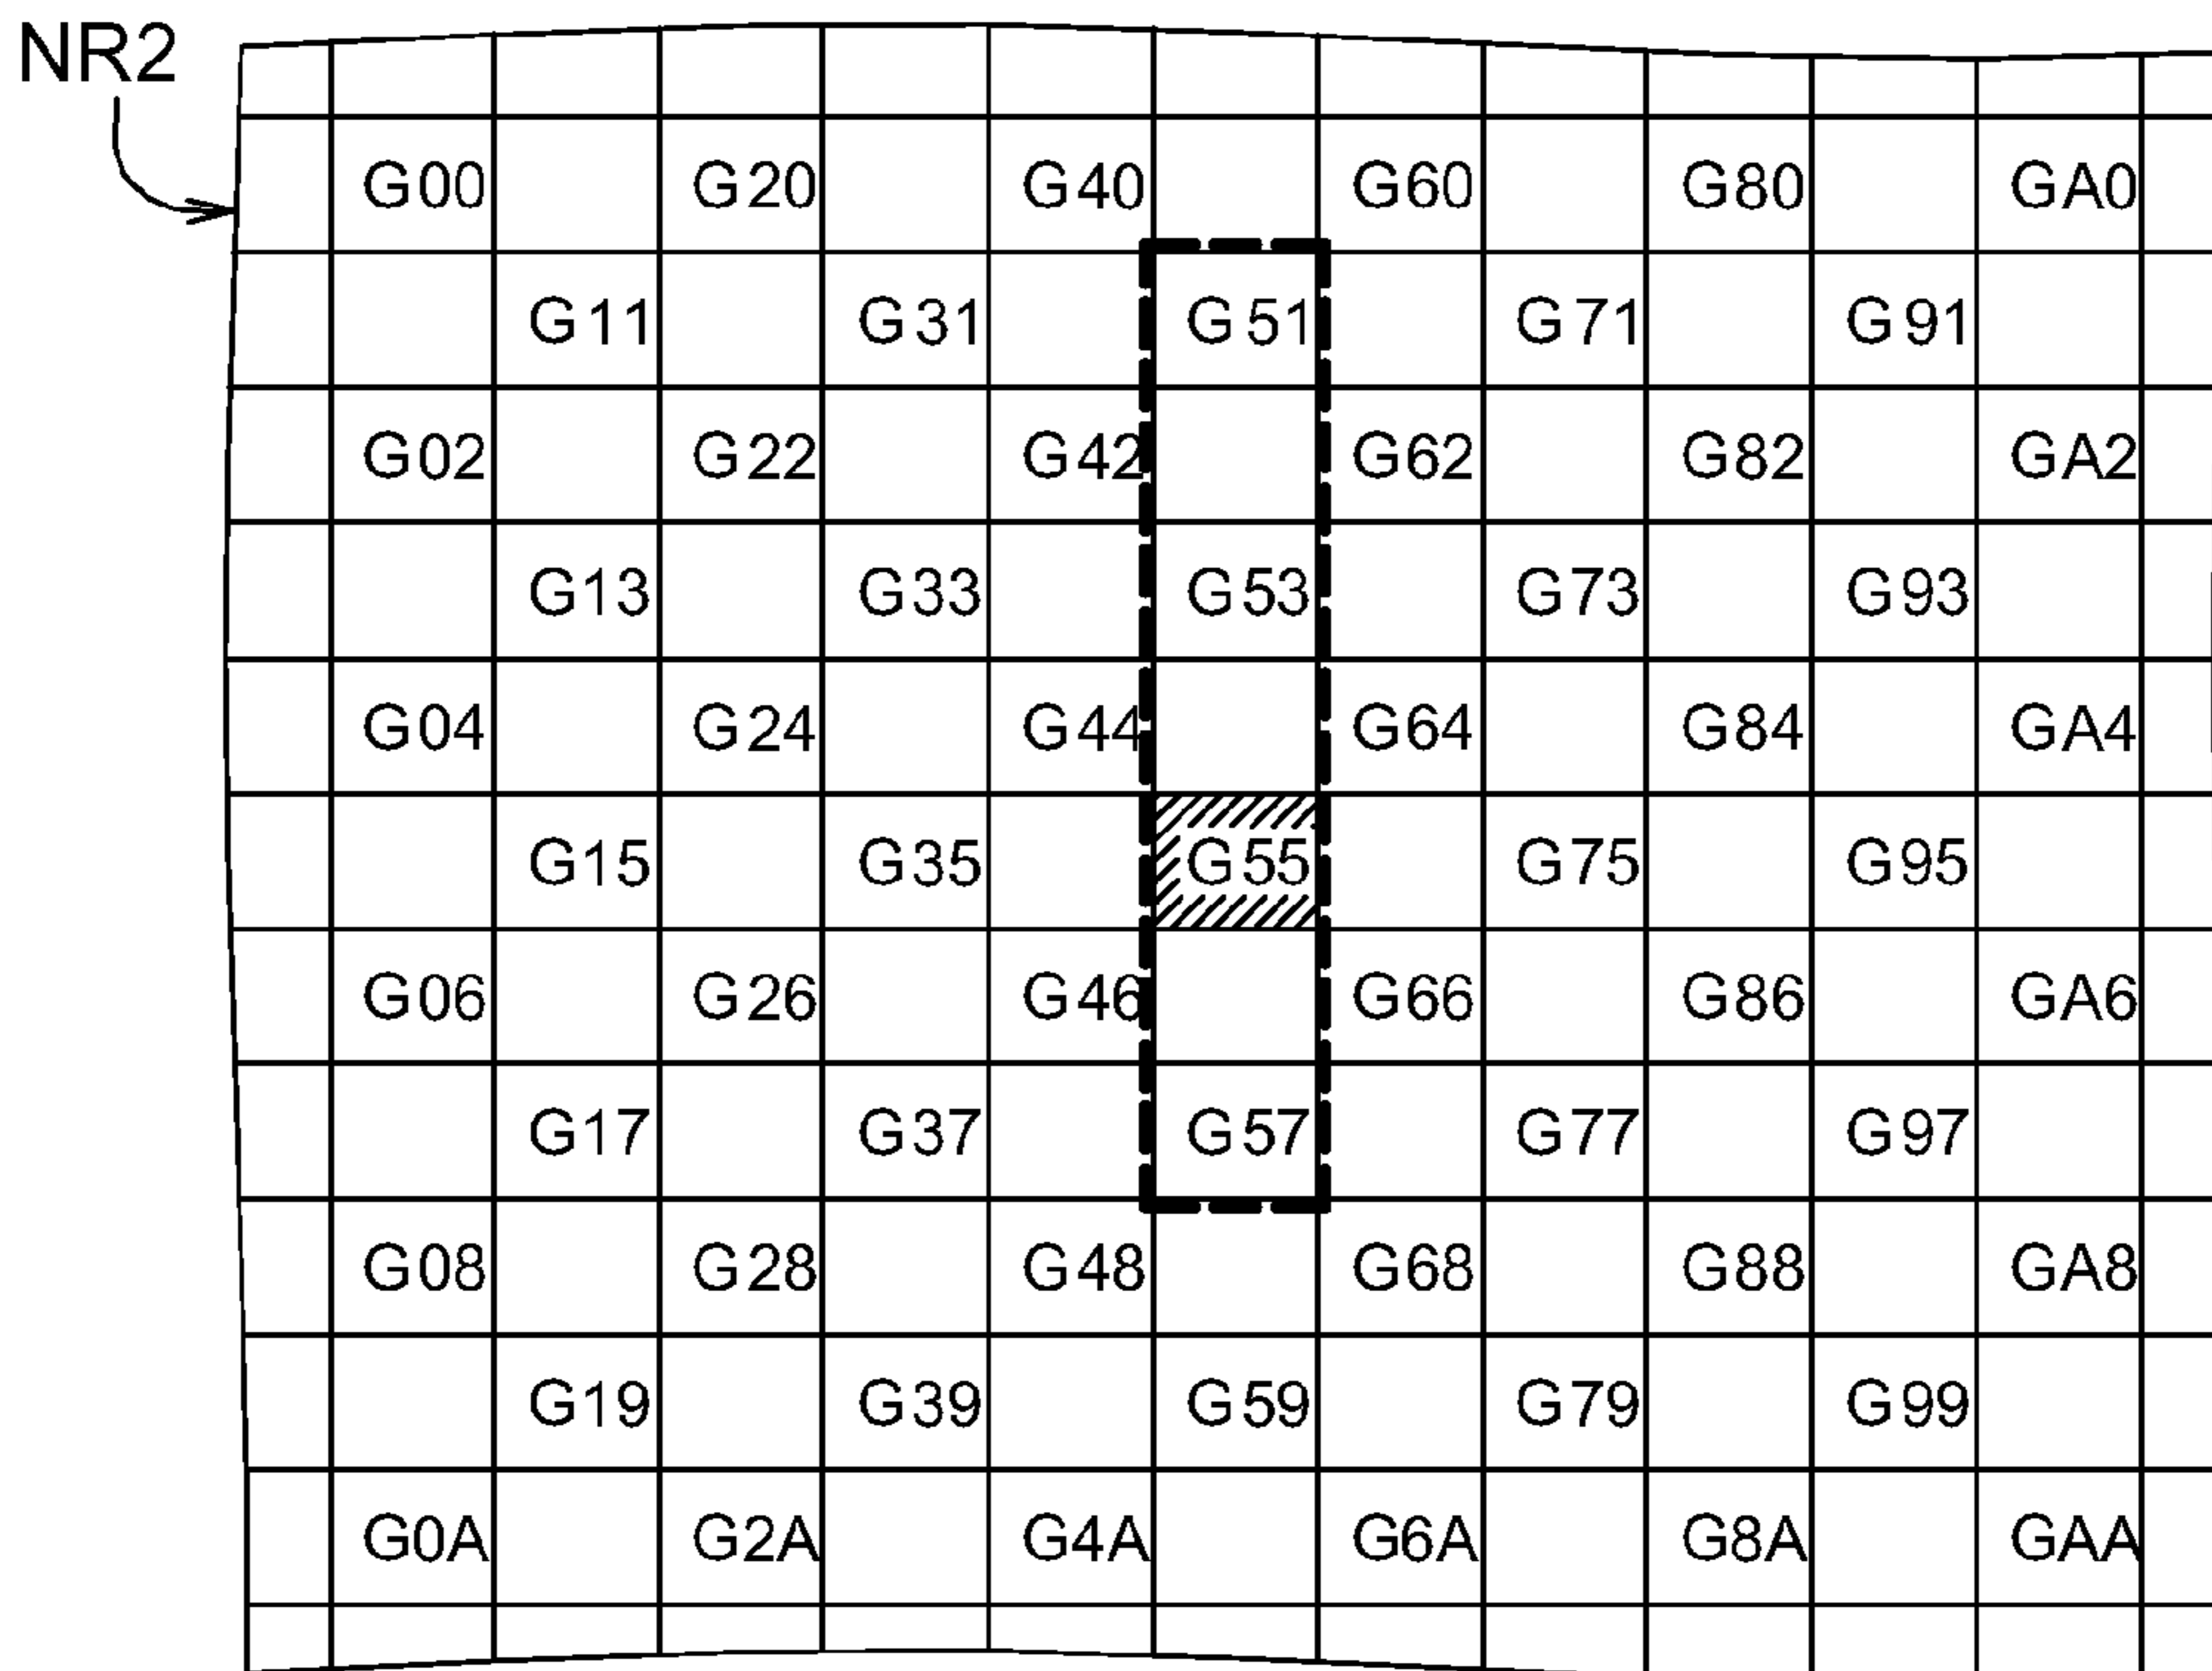 NR2
G00 G20 G40 G60 G80 GA0
G11 G31 G51 G71 G91
G02 G22 G42 G62 G82 GA2
G13 G33 G53 G73 G93
G04 G24 G44 G64 G84 GA4
G15 G35 G55 G75 G95
G06 G26 G46 G66 G86 GA6
G17 G37 G57 G77 G97
G08 G28 G48 G68 G88 GA8
G19 G39 G59 G79 G99
G0A G2A G4A G6A G8A GAA